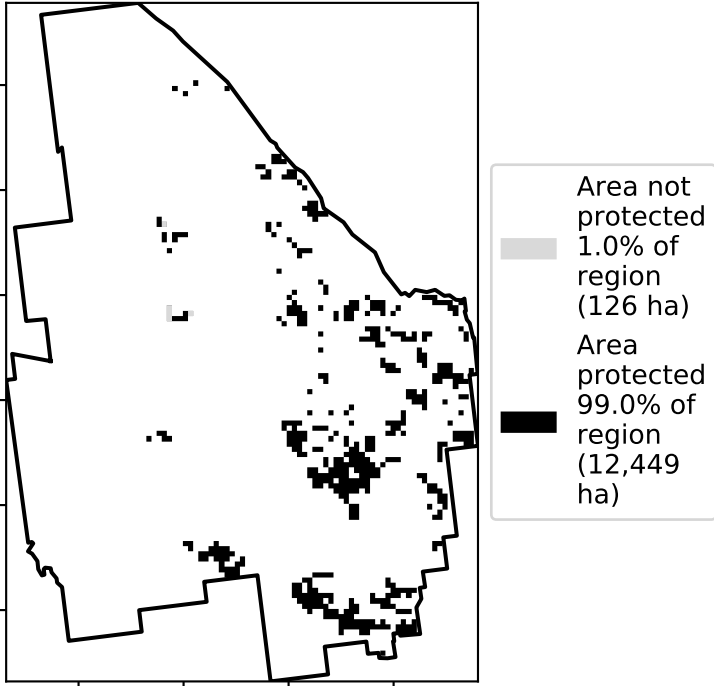 Area not
protected
1.0% of
region
(126 ha)
Area
protected
99.0% of
region
(12,449
ha)